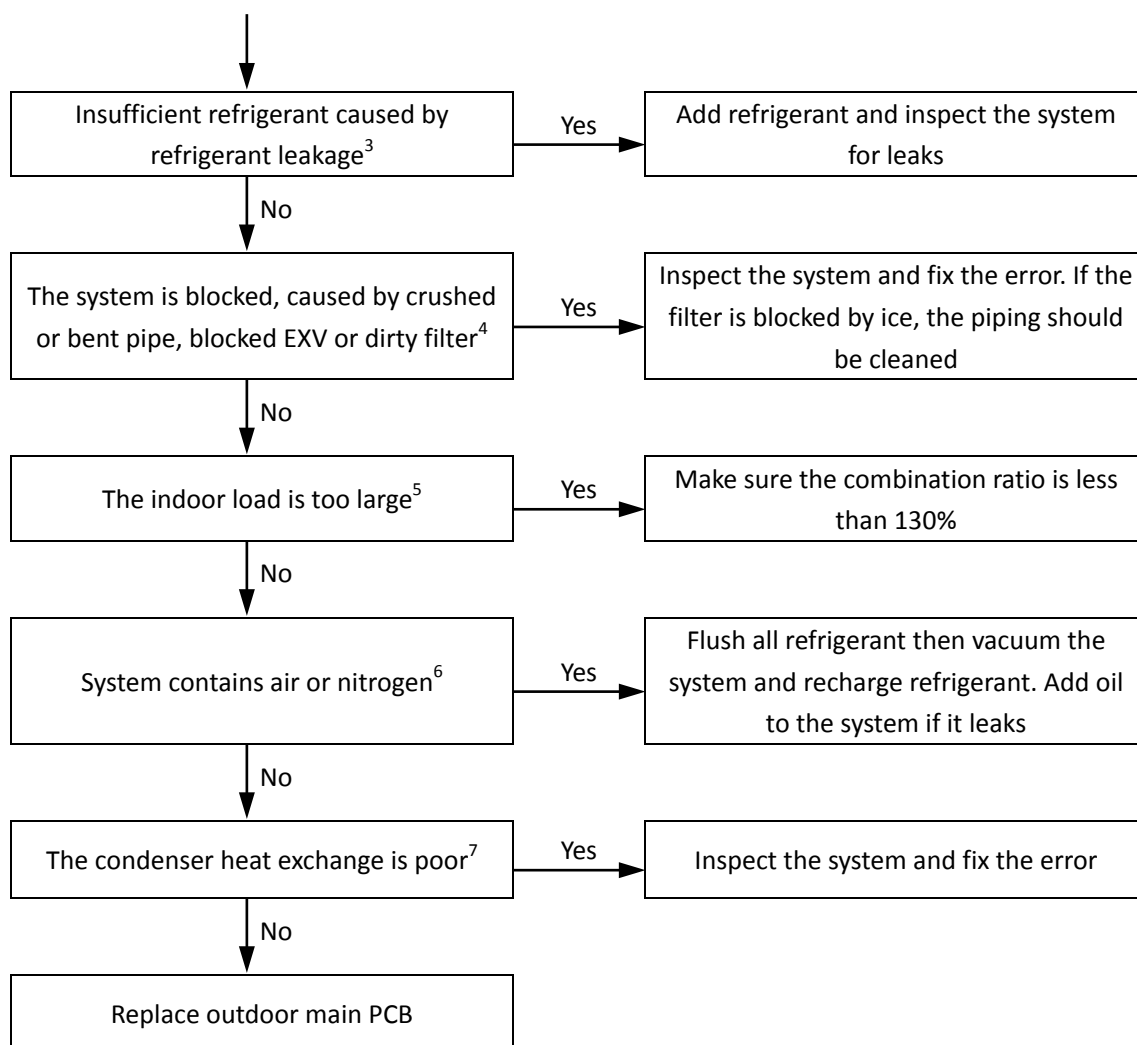 Insufficient refrigerant caused by
refrigerant leakage3
Yes
Add refrigerant and inspect the system
for leaks
No
The system is blocked, caused by crushed
or bent pipe, blocked EXV or dirty filter4
Yes
Inspect the system and fix the error. If the
filter is blocked by ice, the piping should
be cleaned
No
The indoor load is too large5
Yes
Make sure the combination ratio is less
than 130%
No
System contains air or nitrogen6
Yes
Flush all refrigerant then vacuum the
system and recharge refrigerant. Add oil
to the system if it leaks
No
The condenser heat exchange is poor7
Yes
Inspect the system and fix the error
No
Replace outdoor main PCB